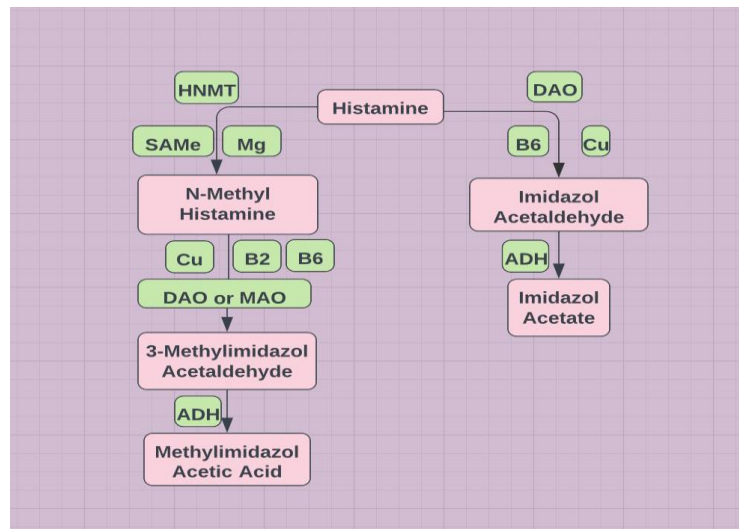 HNMT
DAO
Histamine
SAMe
Mg
B6
Cu
N-Methyl
Histamine
Imidazol
Acetaldehyde
Cu
B2
B6
ADH
DAO or MAO
Imidazol
Acetate
3-Methylimidazol
Acetaldehyde
ADH
Methylimidazol
Acetic Acid